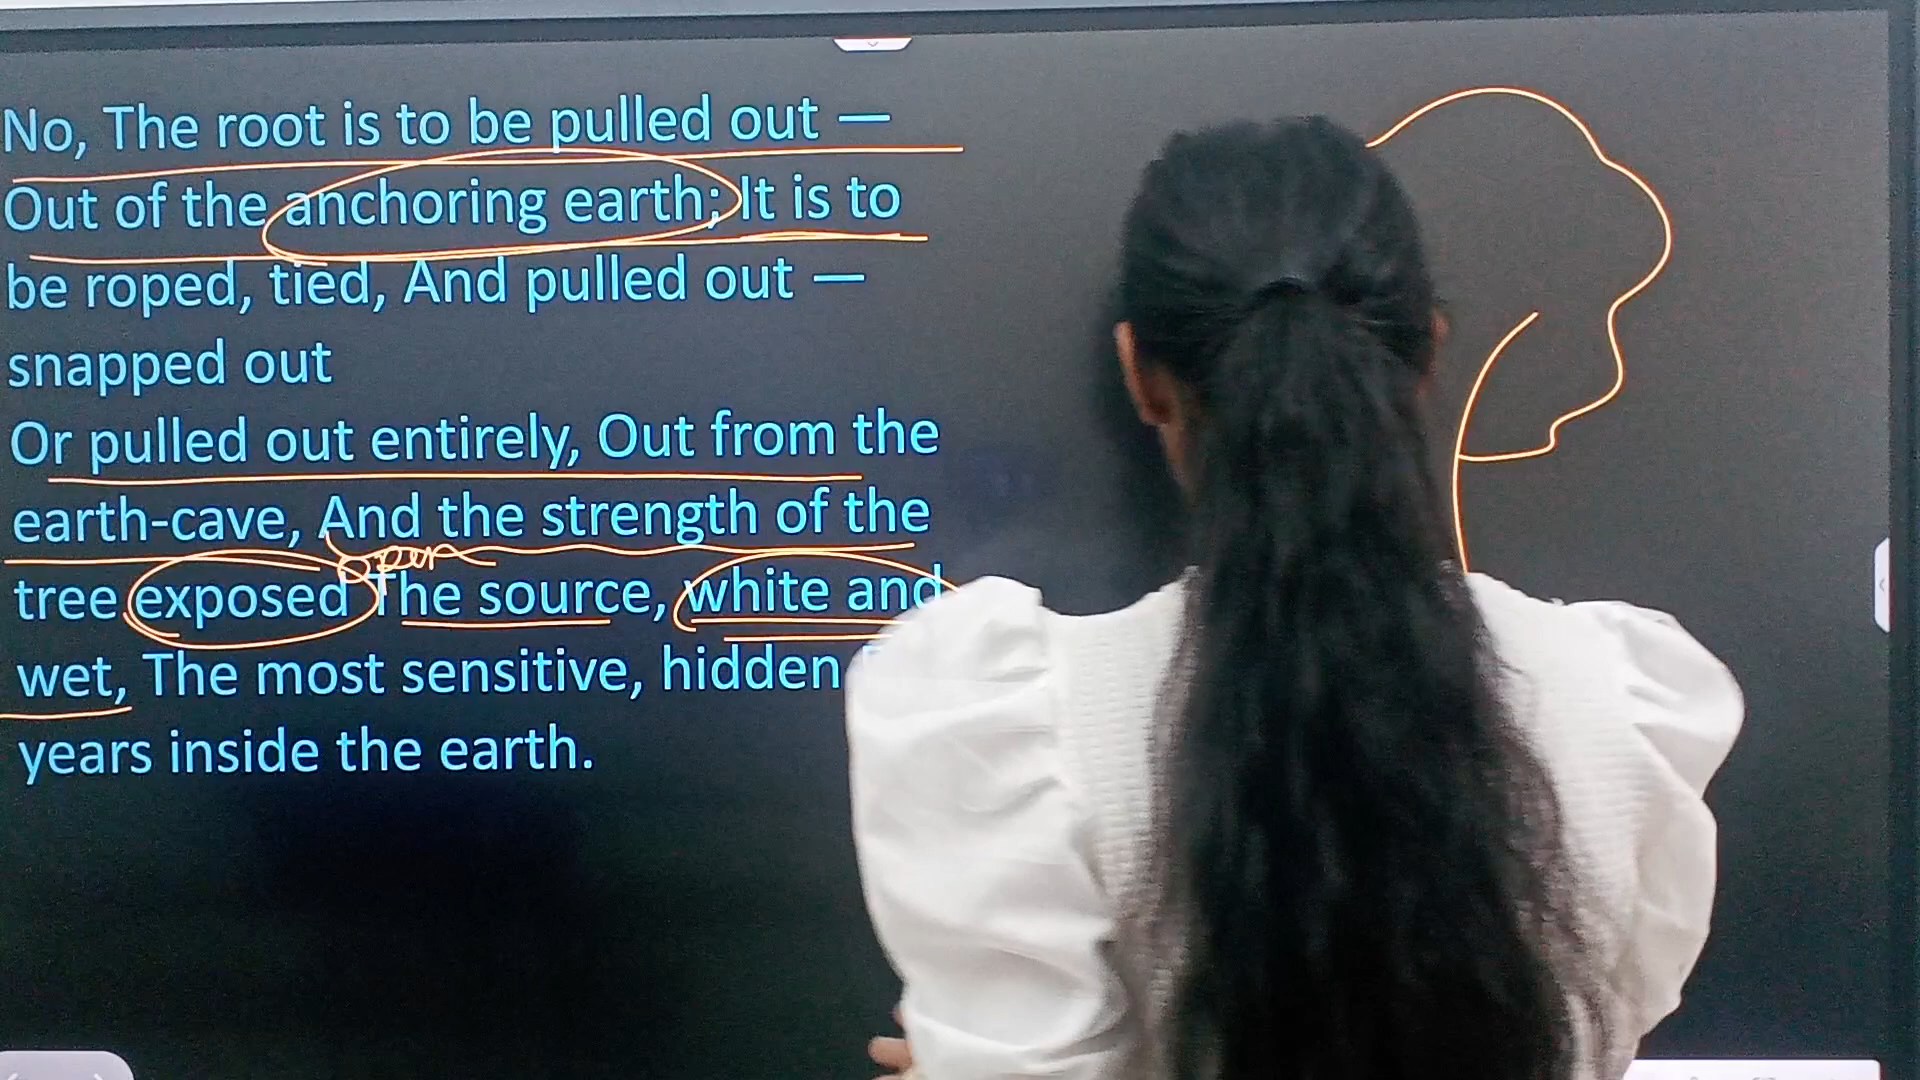 No, The root is to be pulled out —
Out of the anchoring earth; It is to
be roped, tied, And pulled out —
snapped out
Or pulled out entirely, Out from the
earth-cave, And the strength of the
open
tree exposed The source, white and
wet, The most sensitive, hidden
years inside the earth.